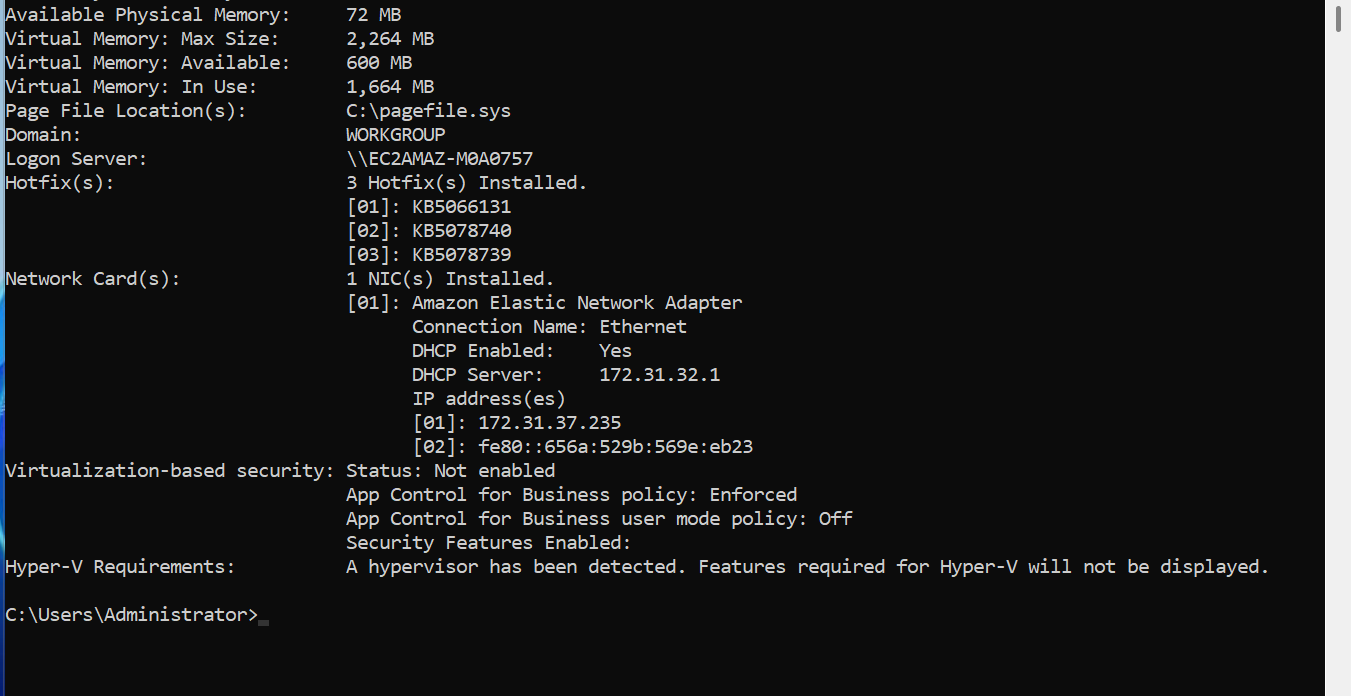 Available Physical Memory:     72 MB
Virtual Memory: Max Size:      2,264 MB
Virtual Memory: Available:     600 MB
Virtual Memory: In Use:        1,664 MB
Page File Location(s):         C:\pagefile.sys
Domain:                        WORKGROUP
Logon Server:                  \\EC2AMAZ-M0A0757
Hotfix(s):                     3 Hotfix(s) Installed.
                               [01]: KB5066131
                               [02]: KB5078740
                               [03]: KB5078739
Network Card(s):               1 NIC(s) Installed.
                               [01]: Amazon Elastic Network Adapter
                                     Connection Name: Ethernet
                                     DHCP Enabled:    Yes
                                     DHCP Server:     172.31.32.1
                                     IP address(es)
                                     [01]: 172.31.37.235
                                     [02]: fe80::656a:529b:569e:eb23
Virtualization-based security: Status: Not enabled
                               App Control for Business policy: Enforced
                               App Control for Business user mode policy: Off
                               Security Features Enabled:
Hyper-V Requirements:          A hypervisor has been detected. Features required for Hyper-V will not be displayed.

C:\Users\Administrator>